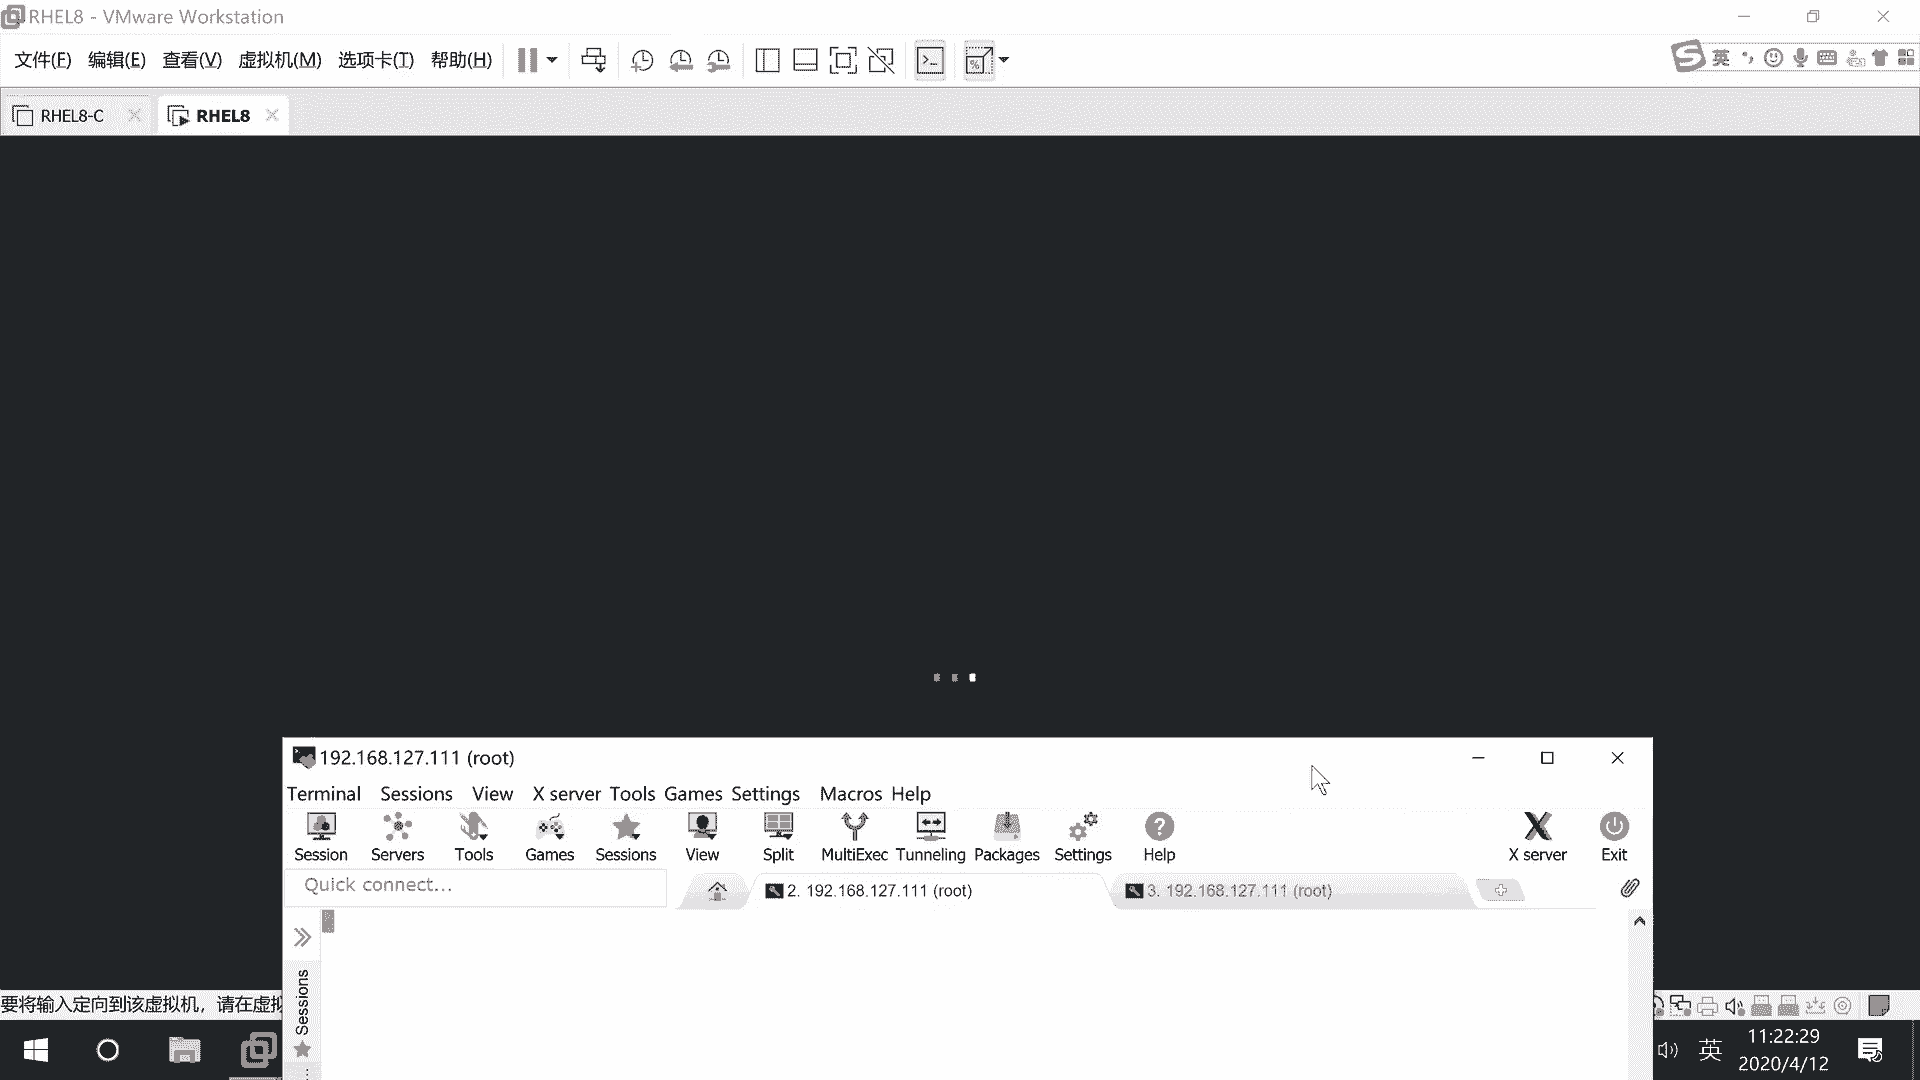 RHEL8 - VMware Workstation
文件(F) 编辑(E) 查看(V) 虚拟机(M) 选项卡(T) 帮助(H)
英
RHEL8-C
RHEL8
192.168.127.111 (root)
Terminal Sessions View X server Tools Games Settings Macros Help
Session Servers Tools Games Sessions View Split MultiExec Tunneling Packages Settings Help X server Exit
Quick connect...
2. 192.168.127.111 (root)
3. 192.168.127.111 (root)
Sessions
要将输入定向到该虚拟机，请在虚拟
英
11:22:29
2020/4/12